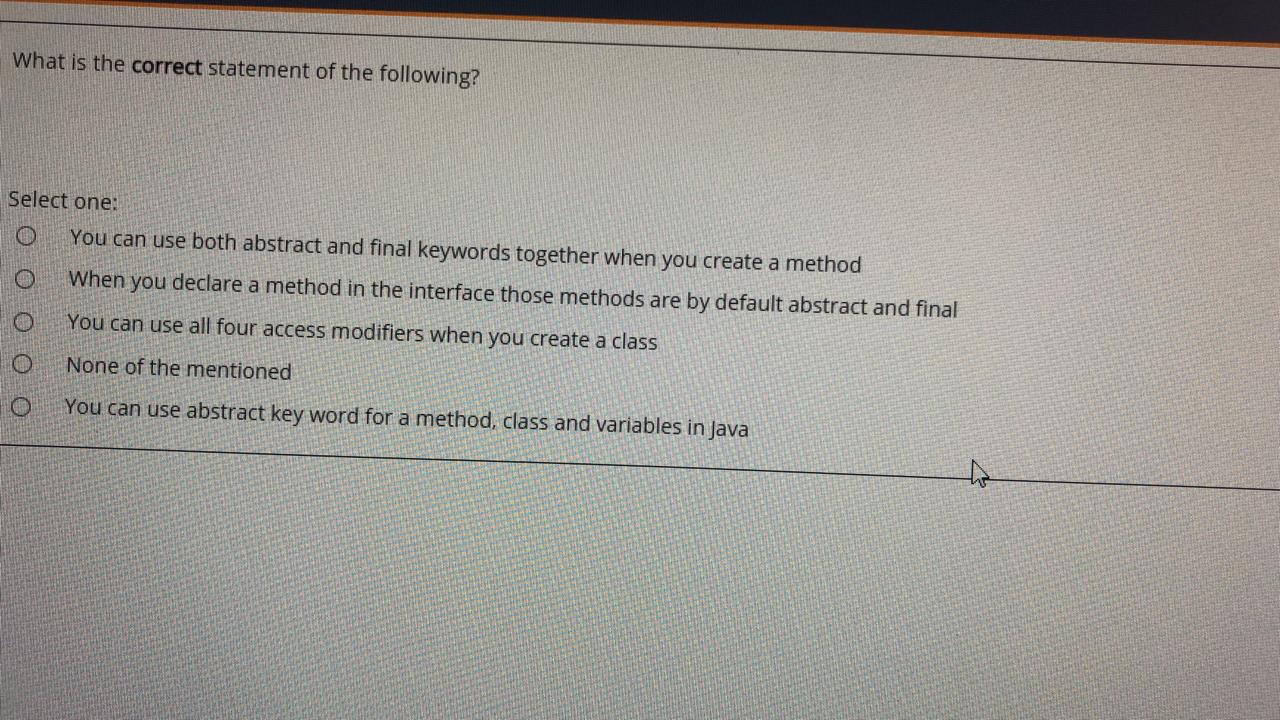 What is the correct statement of the following?
Select one:
You can use both abstract and final keywords together when you create a method
When you declare a method in the interface those methods are by default abstract and final
You can use all four access modifiers when you create a class
None of the mentioned
You can use abstract key word for a method, class and variables in Java